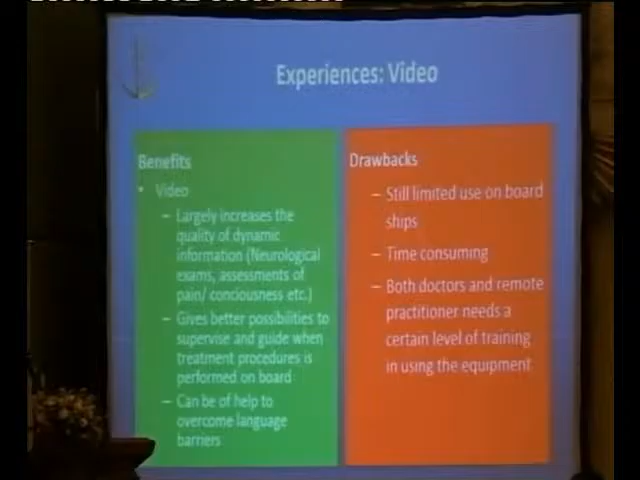 Experiences: Video
Benefits
• Video
– Largely increases the
quality of dynamic
information (Neurological
exams, assessments of
pain/ conciousness etc.)
– Gives better possibilities to
supervise and guide when
treatment procedures is
performed on board
– Can be of help to
overcome language
barriers
Drawbacks
– Still limited use on board
ships
– Time consuming
– Both doctors and remote
practitioner needs a
certain level of training
in using the equipment